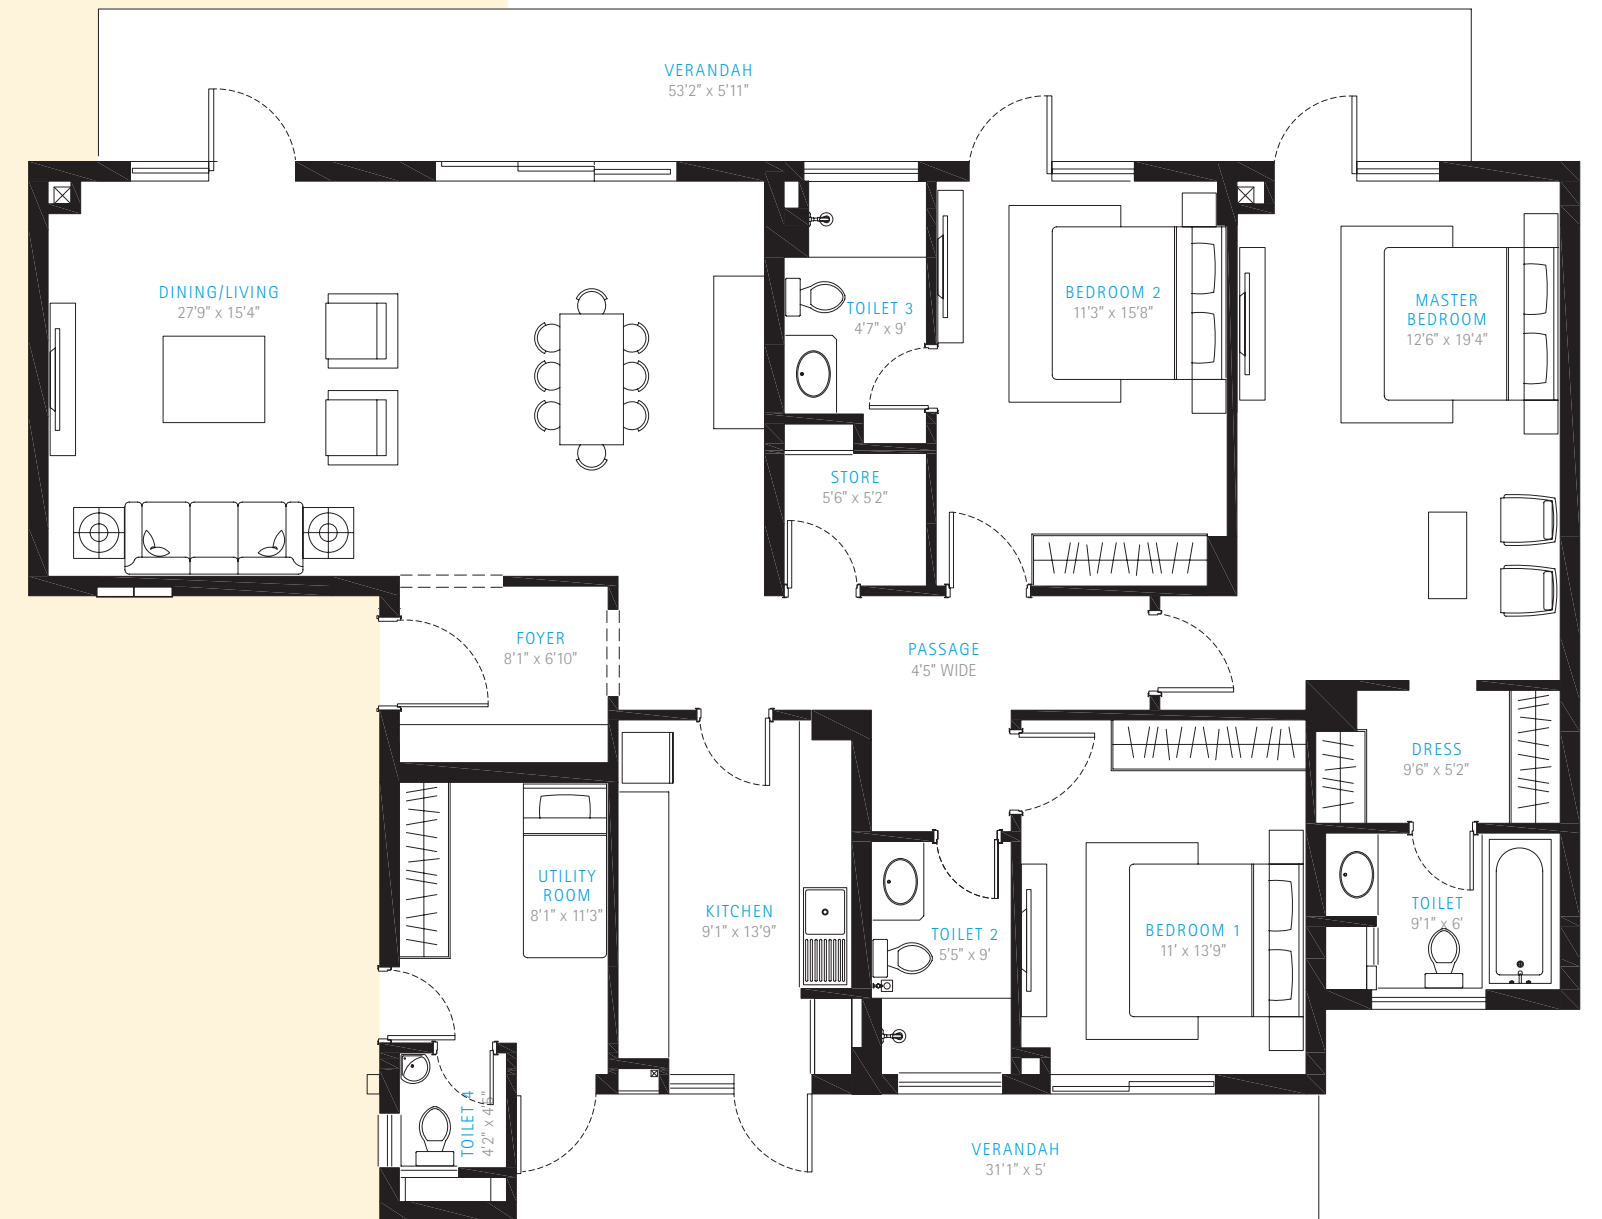 VERANDAH
53'2" x 5'11"
DINING/LIVING
27'9" x 15'4"
TOILET 3
4'7" x 9'
BEDROOM 2
11'3" x 15'8"
MASTER
BEDROOM
12'6" x 19'4"
STORE
5'6" x 5'2"
FOYER
8'1" x 6'10"
PASSAGE
4'5" WIDE
DRESS
9'6" x 5'2"
UTILITY
ROOM
8'1" x 11'3"
KITCHEN
9'1" x 13'9"
TOILET 2
5'5" x 9'
BEDROOM 1
11' x 13'9"
TOILET
9'1" x 6'
TOILET 4
4'2" x 4'5"
VERANDAH
31'1" x 5'